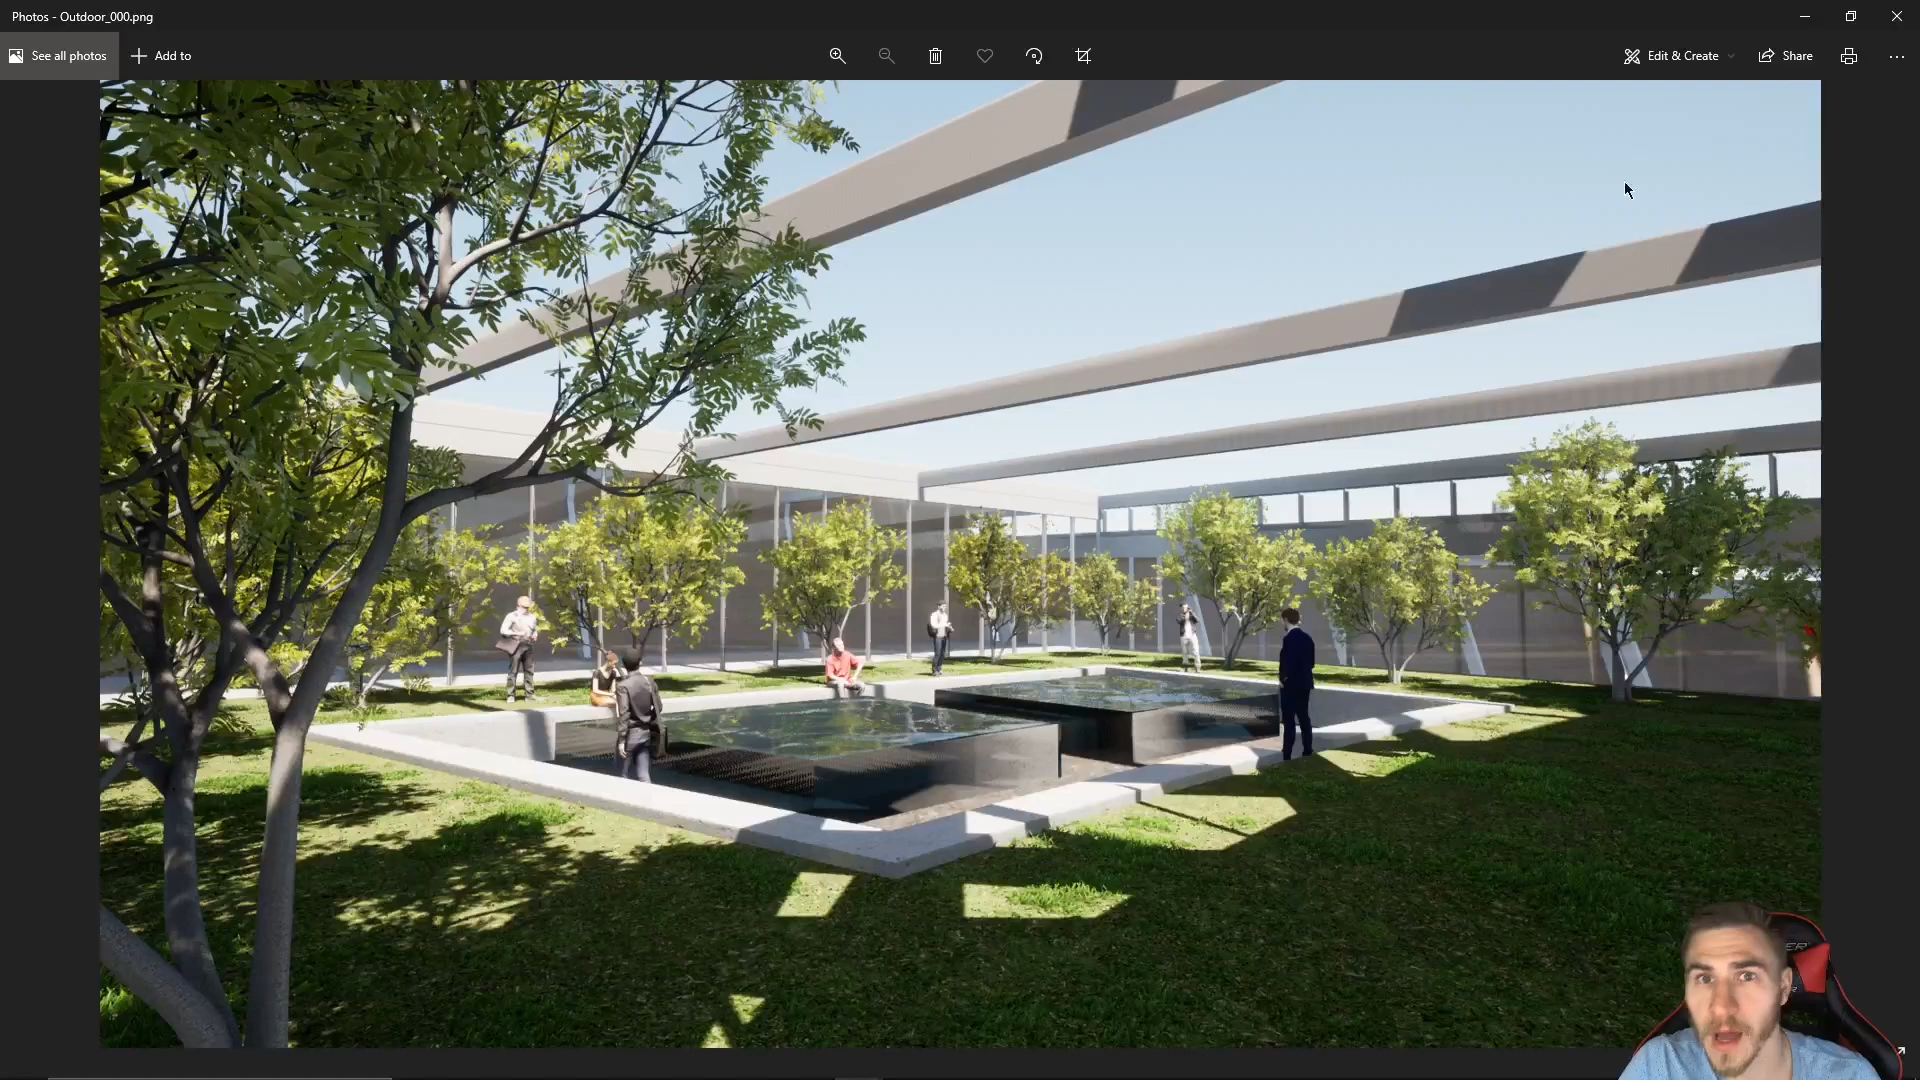 Photos - Outdoor_000.png
See all photos
Add to
Edit & Create
Share